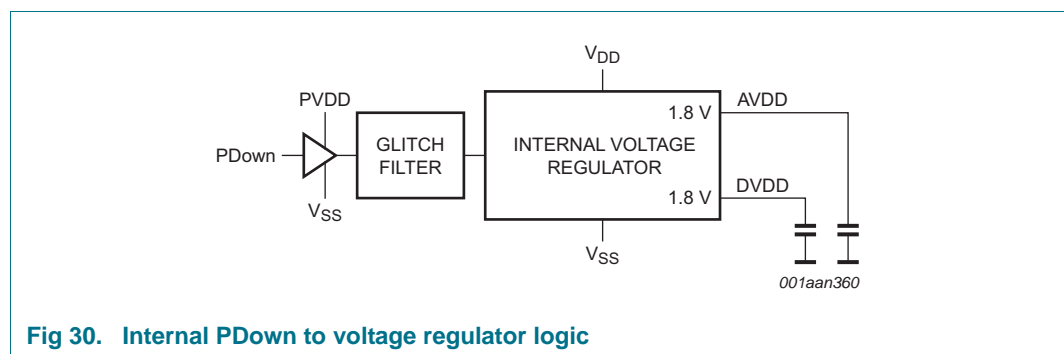 VDD
PVDD
1.8 V
AVDD
PDown
GLITCH
FILTER
INTERNAL VOLTAGE
REGULATOR
1.8 V
DVDD
VSS
VSS
001aan360
Fig 30. Internal PDown to voltage regulator logic